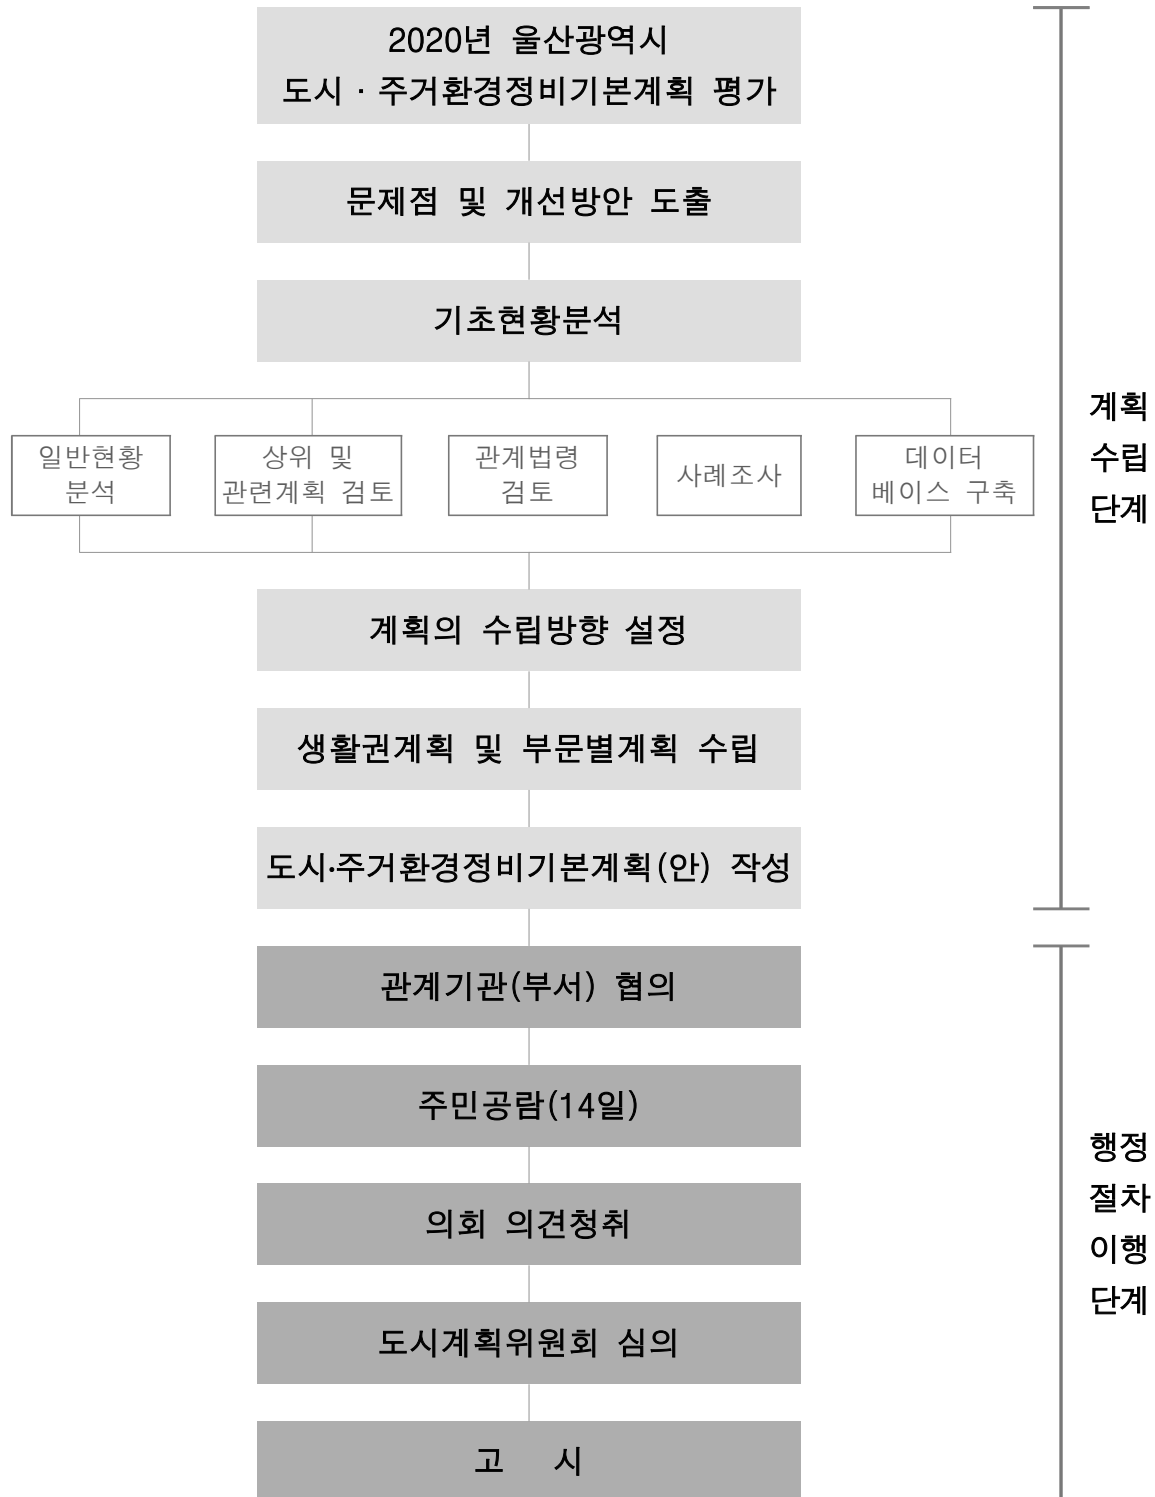 2020년 울산광역시
도시 · 주거환경정비기본계획 평가
문제점 및 개선방안 도출
기초현황분석
일반현황
분석
상위 및
관련계획 검토
관계법령
검토
사례조사
데이터
베이스 구축
계획의 수립방향 설정
생활권계획 및 부문별계획 수립
도시·주거환경정비기본계획(안) 작성
계획
수립
단계
관계기관(부서) 협의
주민공람(14일)
의회 의견청취
도시계획위원회 심의
고 시
행정
절차
이행
단계